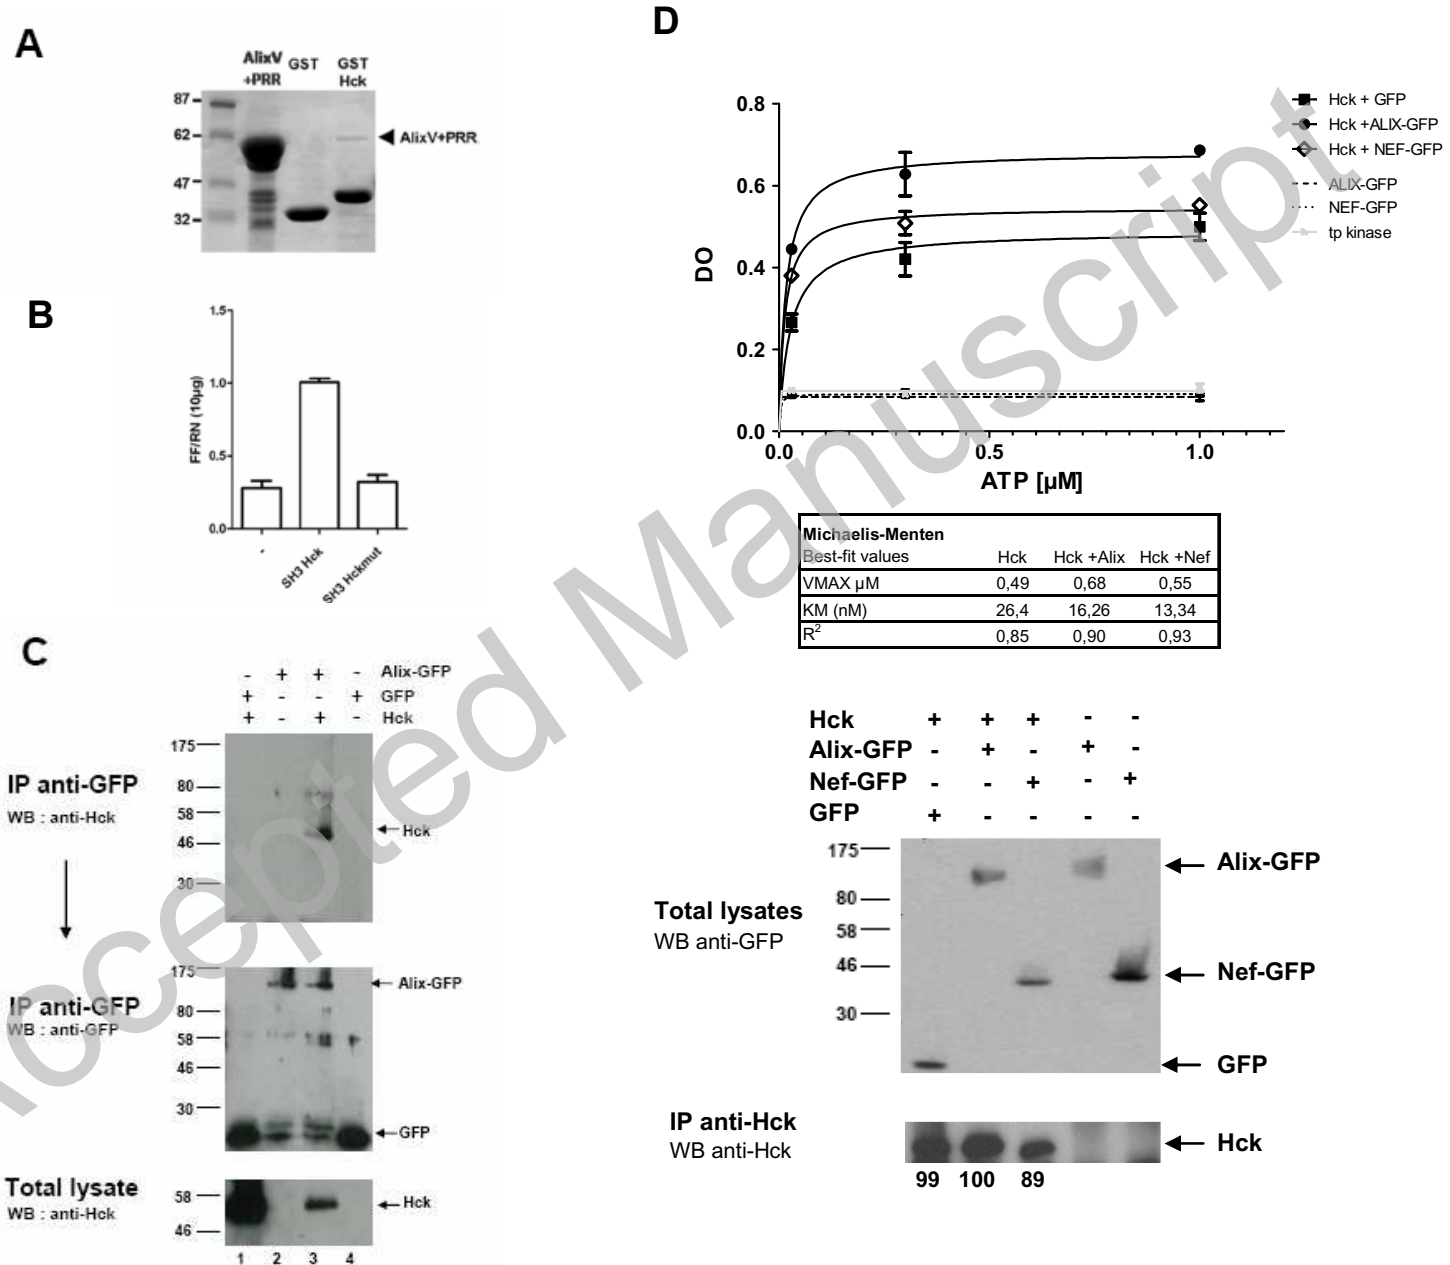 A
AlixV
+PRR
GST
GST
Hck
87
62
47
32
AlixV+PRR
B
FF/RN (10µg)
1.5
1.0
0.5
0.0
-
SH3 Hck
SH3 Hckmut
C
- + + - Alix-GFP
+ - - + GFP
+ - + - Hck
IP anti-GFP
WB : anti-Hck
175
80
58
46
30
Hck
IP anti-GFP
WB : anti-GFP
175
80
58
46
30
Alix-GFP
GFP
Total lysate
WB : anti-Hck
58
46
Hck
1 2 3 4
D
DO
0.8
0.6
0.4
0.2
0.0
0.0 0.5 1.0
ATP [µM]
Hck + GFP
Hck +ALIX-GFP
Hck + NEF-GFP
ALIX-GFP
NEF-GFP
tp kinase
Michaelis-Menten
Best-fit values Hck Hck +Alix Hck +Nef
VMAX µM 0,49 0,68 0,55
KM (nM) 26,4 16,26 13,34
R2 0,85 0,90 0,93
Hck + + + - -
Alix-GFP - + - + -
Nef-GFP - - + - +
GFP + - - - -
Total lysates
WB anti-GFP
175
80
58
46
30
Alix-GFP
Nef-GFP
GFP
IP anti-Hck
WB anti-Hck
Hck
99 100 89
Accepted Manuscript